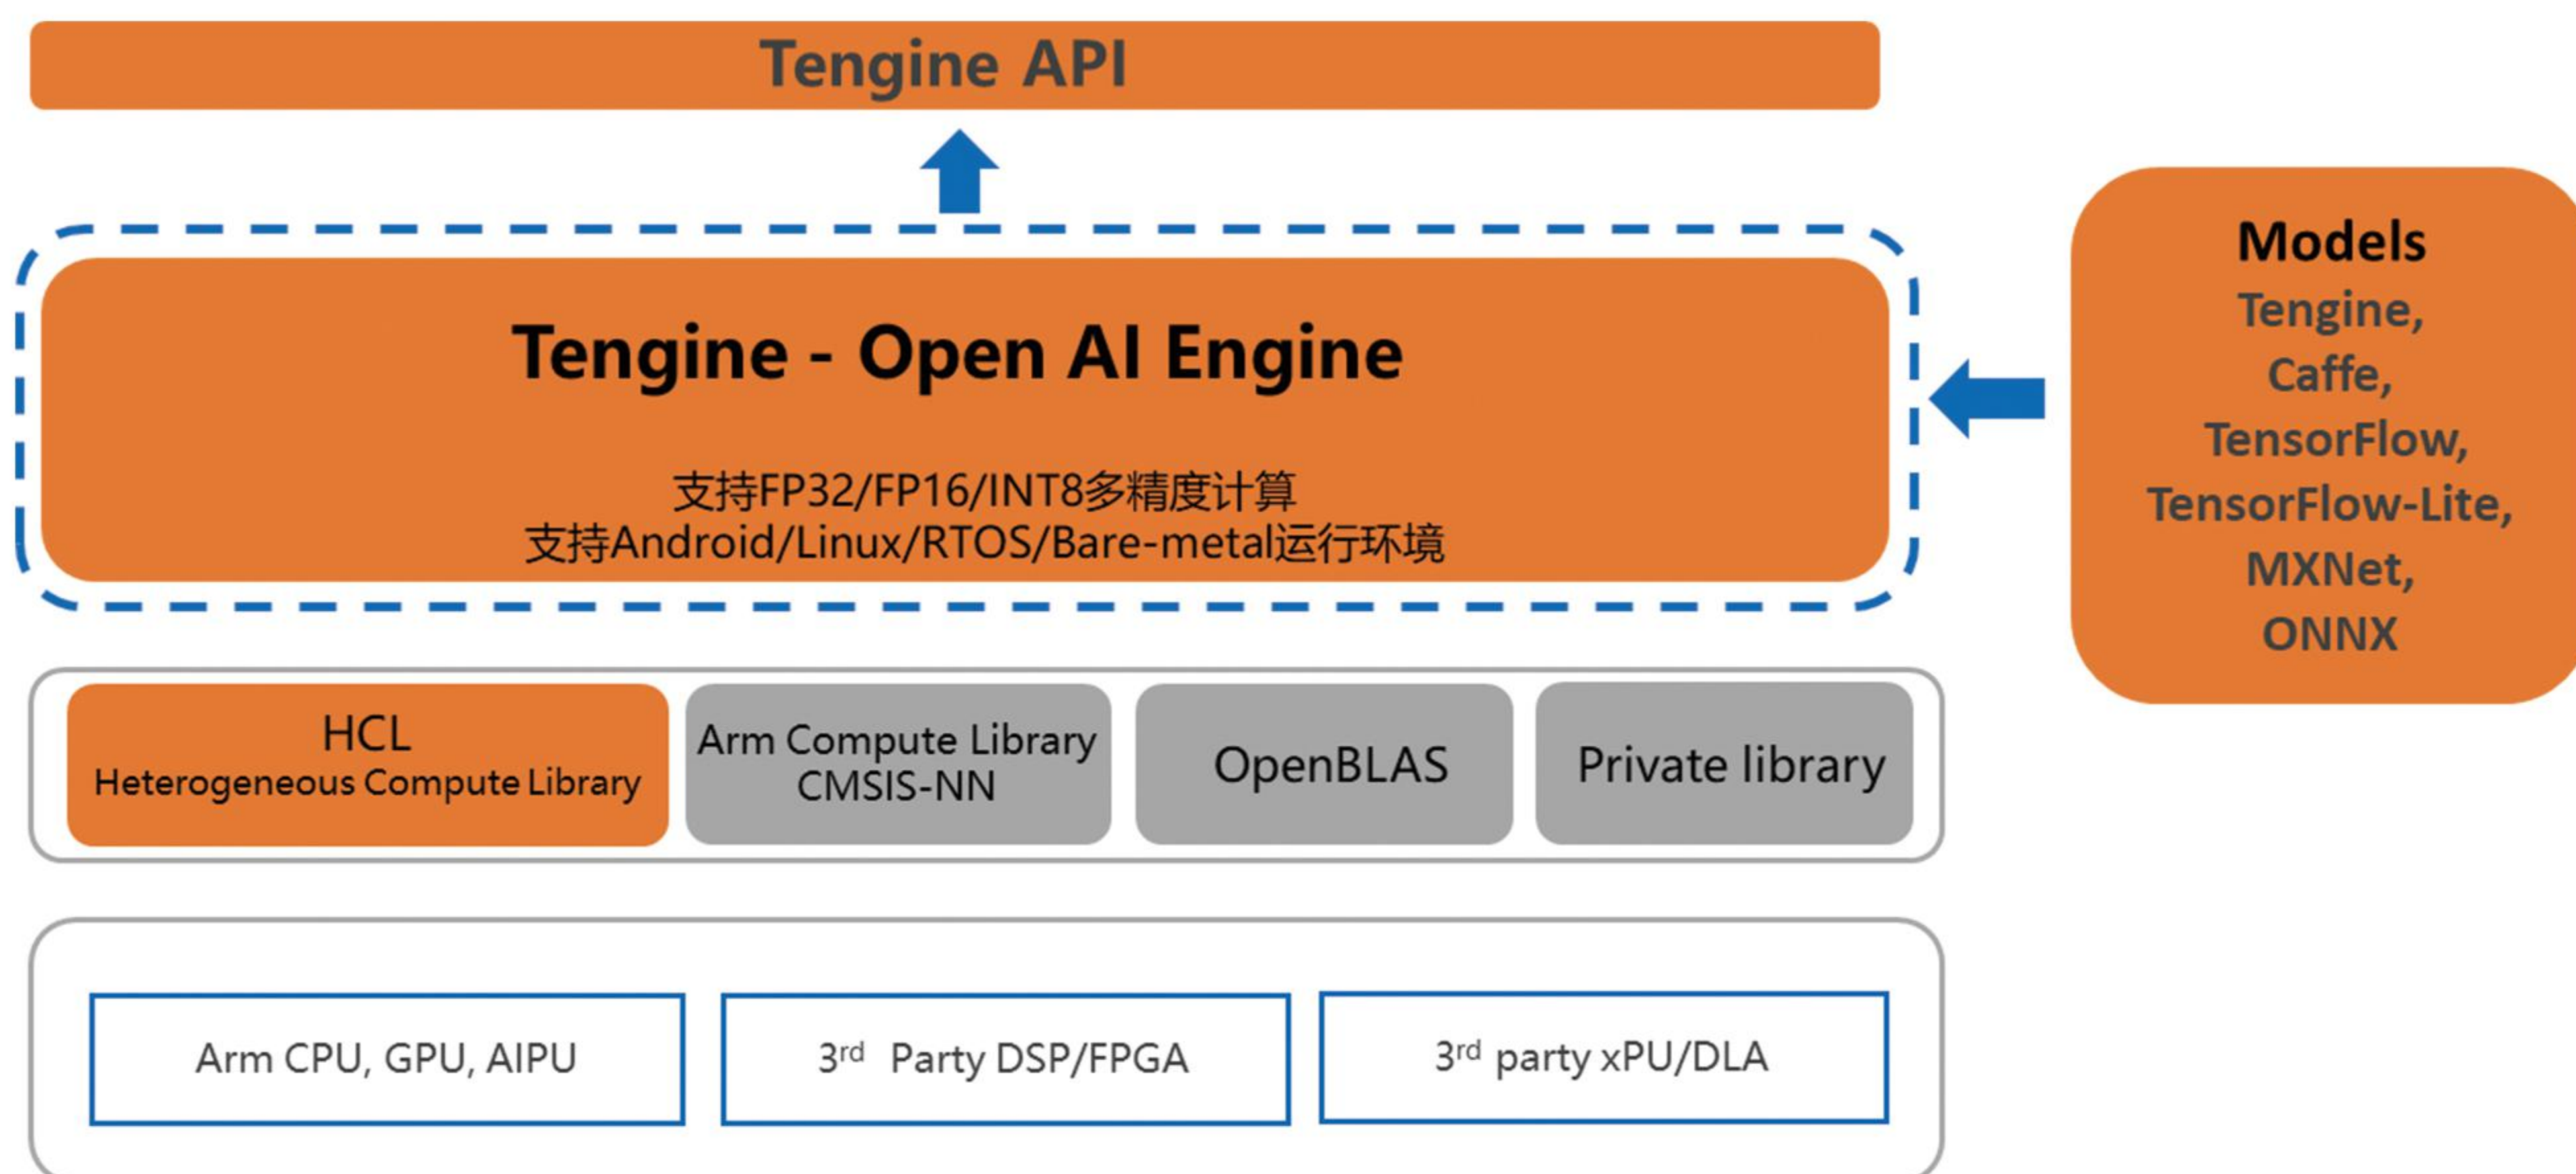 Tengine API
Tengine - Open AI Engine
支持FP32/FP16/INT8多精度计算
支持Android/Linux/RTOS/Bare-metal运行环境
Models
Tengine,
Caffe,
TensorFlow,
TensorFlow-Lite,
MXNet,
ONNX
HCL
Heterogeneous Compute Library
Arm Compute Library
CMSIS-NN
OpenBLAS
Private library
Arm CPU, GPU, AIPU
3rd Party DSP/FPGA
3rd party xPU/DLA